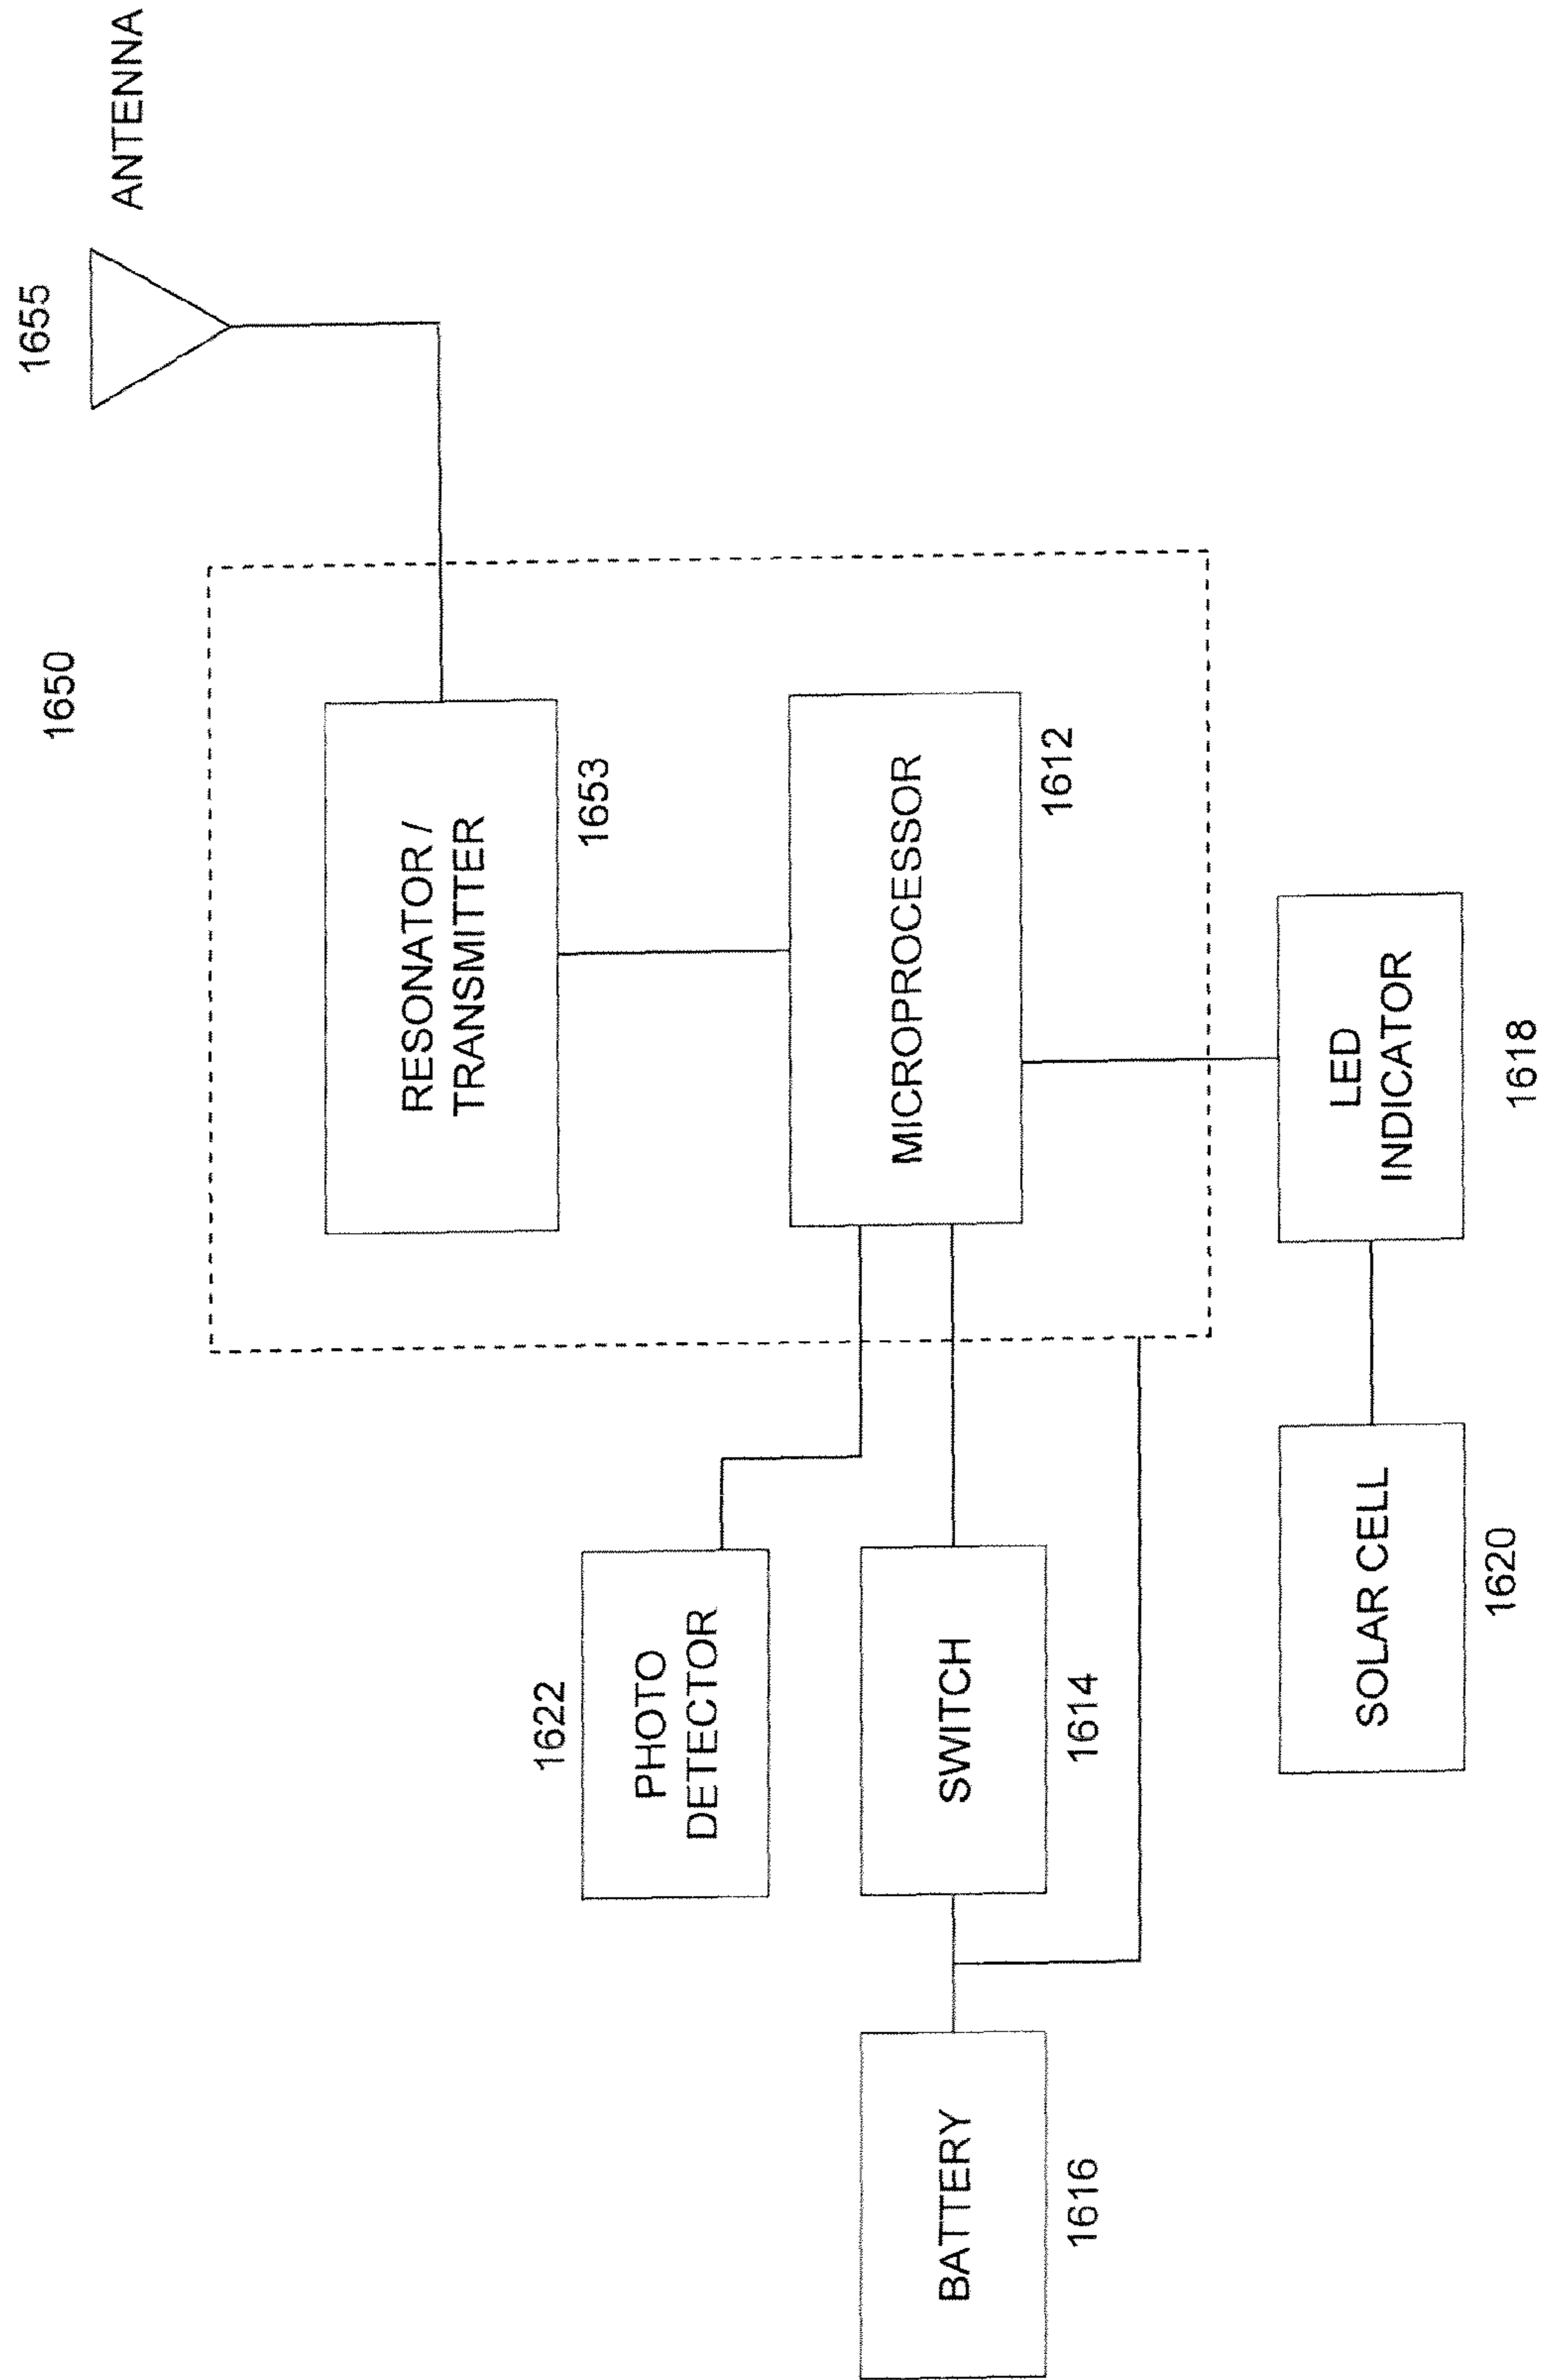 1655
ANTENNA
1650
RESONATOR /
TRANSMITTER
1653
MICROPROCESSOR
1612
1622
PHOTO
DETECTOR
SWITCH
1614
BATTERY
1616
LED
INDICATOR
1618
SOLAR CELL
1620